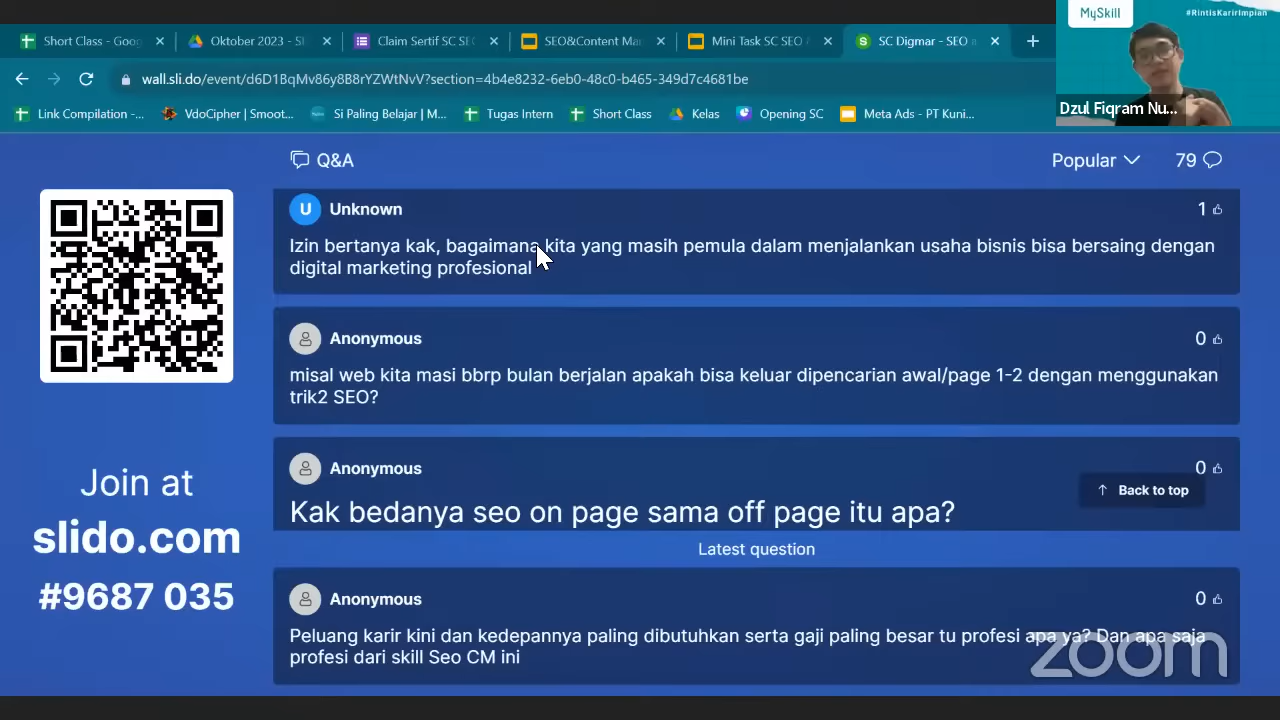 MySkill
#RintisKarirImpian
Short Class - Goog
Oktober 2023 - Sl
Claim Sertif SC SE
SEO&Content Mar
Mini Task SC SEO
SC Digmar - SEO
Dzul Fiqram Nu...
wall.sli.do/event/d6D1BqMv86y8B8rYZWtNvV?section=4b4e8232-6eb0-48c0-b465-349d7c4681be
Link Compilation -...
VdoCipher | Smoot...
Si Paling Belajar | M...
Tugas Intern
Short Class
Kelas
Opening SC
Meta Ads - PT Kuni...
Q&A
Popular
79
U
Unknown
1
Izin bertanya kak, bagaimana kita yang masih pemula dalam menjalankan usaha bisnis bisa bersaing dengan
digital marketing profesional
Anonymous
0
misal web kita masi bbrp bulan berjalan apakah bisa keluar dipencarian awal/page 1-2 dengan menggunakan
trik2 SEO?
Anonymous
0
Back to top
Kak bedanya seo on page sama off page itu apa?
Latest question
Anonymous
0
Peluang karir kini dan kedepannya paling dibutuhkan serta gaji paling besar tu profesi apa ya? Dan apa saja
profesi dari skill Seo CM ini
Join at
slido.com
#9687 035
zoom